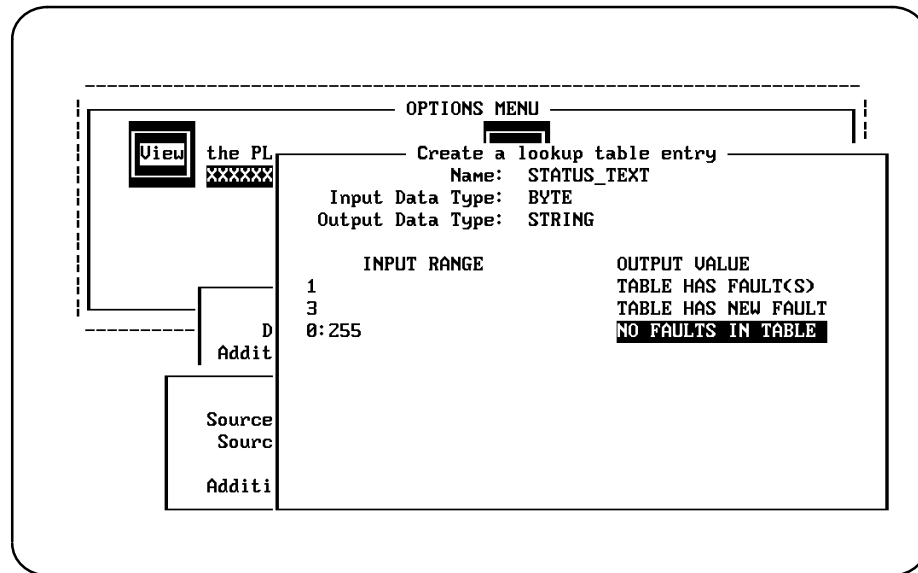 OPTIONS MENU
View the PL
XXXXXX
Create a lookup table entry
Name: STATUS_TEXT
Input Data Type: BYTE
Output Data Type: STRING
INPUT RANGE OUTPUT VALUE
1 TABLE HAS FAULT(S)
3 TABLE HAS NEW FAULT
0:255 NO FAULTS IN TABLE
D
Addit
Source
Sourc
Additi